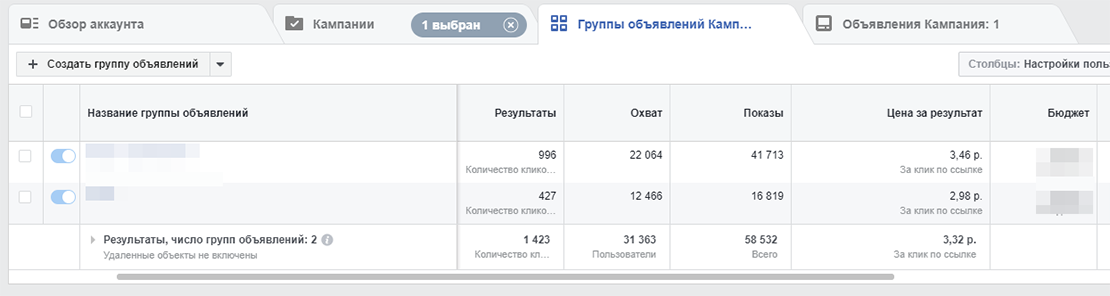 Обзор аккаунта
Кампании
1 выбран
Группы объявлений Камп...
Объявления Кампания: 1
+ Создать группу объявлений
Столбцы: Настройки поль
Название группы объявлений Результаты Охват Показы Цена за результат Бюджет
996 22 064 41 713 3,46 р.
Количество клико... За клик по ссылке
427 12 466 16 819 2,98 р.
Количество клико... За клик по ссылке
Результаты, число групп объявлений: 2 1 423 31 363 58 532 3,32 р.
Удаленные объекты не включены Количество кл... Пользователи Всего За клик по ссылке